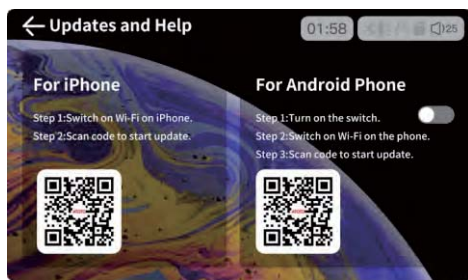 Updates and Help
01:58
25
For iPhone
Step 1:Switch on Wi-Fi on iPhone.
Step 2:Scan code to start update.
For Android Phone
Step 1:Turn on the switch.
Step 2:Switch on Wi-Fi on the phone.
Step 3:Scan code to start update.